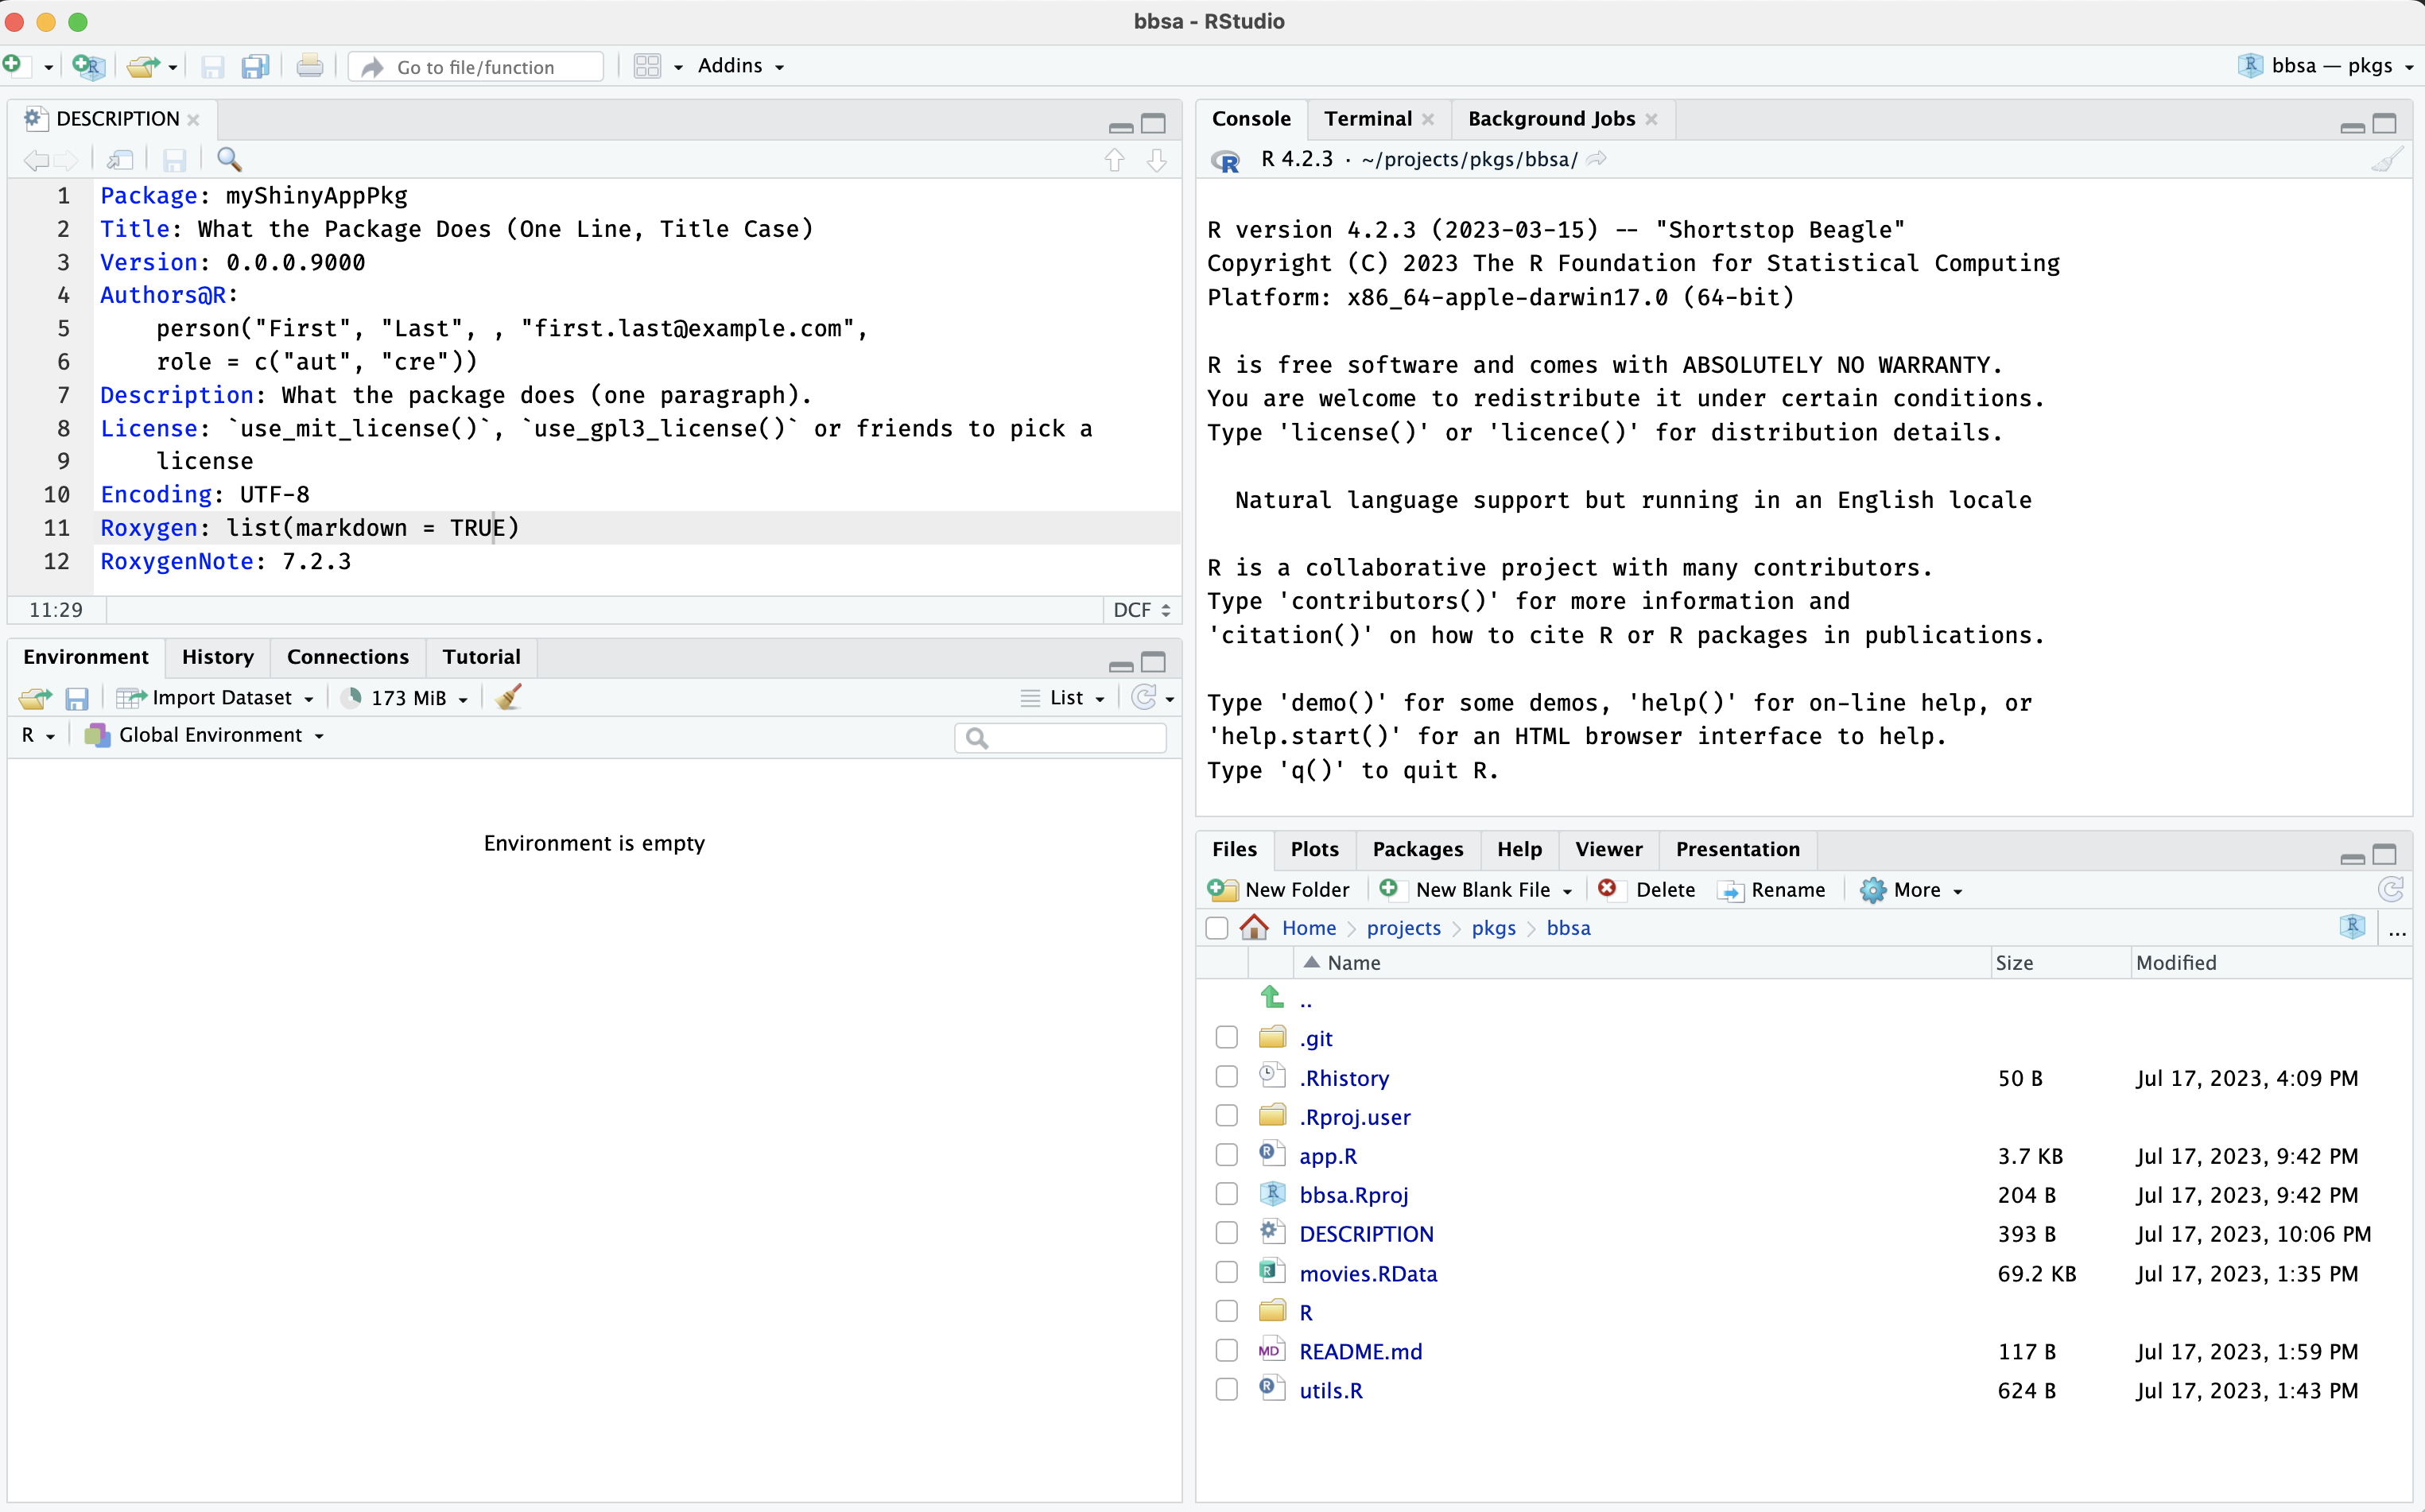 bbsa - RStudio
Go to file/function
Addins
bbsa — pkgs
DESCRIPTION
1 Package: myShinyAppPkg
2 Title: What the Package Does (One Line, Title Case)
3 Version: 0.0.0.9000
4 Authors@R:
5 person("First", "Last", , "first.last@example.com",
6 role = c("aut", "cre"))
7 Description: What the package does (one paragraph).
8 License: `use_mit_license()`, `use_gpl3_license()` or friends to pick a
9 license
10 Encoding: UTF-8
11 Roxygen: list(markdown = TRUE)
12 RoxygenNote: 7.2.3
11:29
DCF
Environment History Connections Tutorial
Import Dataset 173 MiB List
R Global Environment
Environment is empty
Console Terminal Background Jobs
R 4.2.3 · ~/projects/pkgs/bbsa/
R version 4.2.3 (2023-03-15) -- "Shortstop Beagle"
Copyright (C) 2023 The R Foundation for Statistical Computing
Platform: x86_64-apple-darwin17.0 (64-bit)
R is free software and comes with ABSOLUTELY NO WARRANTY.
You are welcome to redistribute it under certain conditions.
Type 'license()' or 'licence()' for distribution details.
Natural language support but running in an English locale
R is a collaborative project with many contributors.
Type 'contributors()' for more information and
'citation()' on how to cite R or R packages in publications.
Type 'demo()' for some demos, 'help()' for on-line help, or
'help.start()' for an HTML browser interface to help.
Type 'q()' to quit R.
Files Plots Packages Help Viewer Presentation
New Folder New Blank File Delete Rename More
Home projects pkgs bbsa ...
Name Size Modified
..
.git
.Rhistory 50 B Jul 17, 2023, 4:09 PM
.Rproj.user
app.R 3.7 KB Jul 17, 2023, 9:42 PM
bbsa.Rproj 204 B Jul 17, 2023, 9:42 PM
DESCRIPTION 393 B Jul 17, 2023, 10:06 PM
movies.RData 69.2 KB Jul 17, 2023, 1:35 PM
R
README.md 117 B Jul 17, 2023, 1:59 PM
utils.R 624 B Jul 17, 2023, 1:43 PM